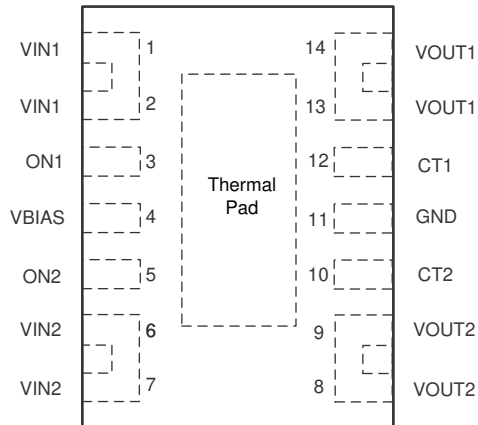 VIN1 1 14 VOUT1
VIN1 2 13 VOUT1
ON1 3 12 CT1
Thermal
Pad
VBIAS 4 11 GND
ON2 5 10 CT2
VIN2 6 9 VOUT2
VIN2 7 8 VOUT2